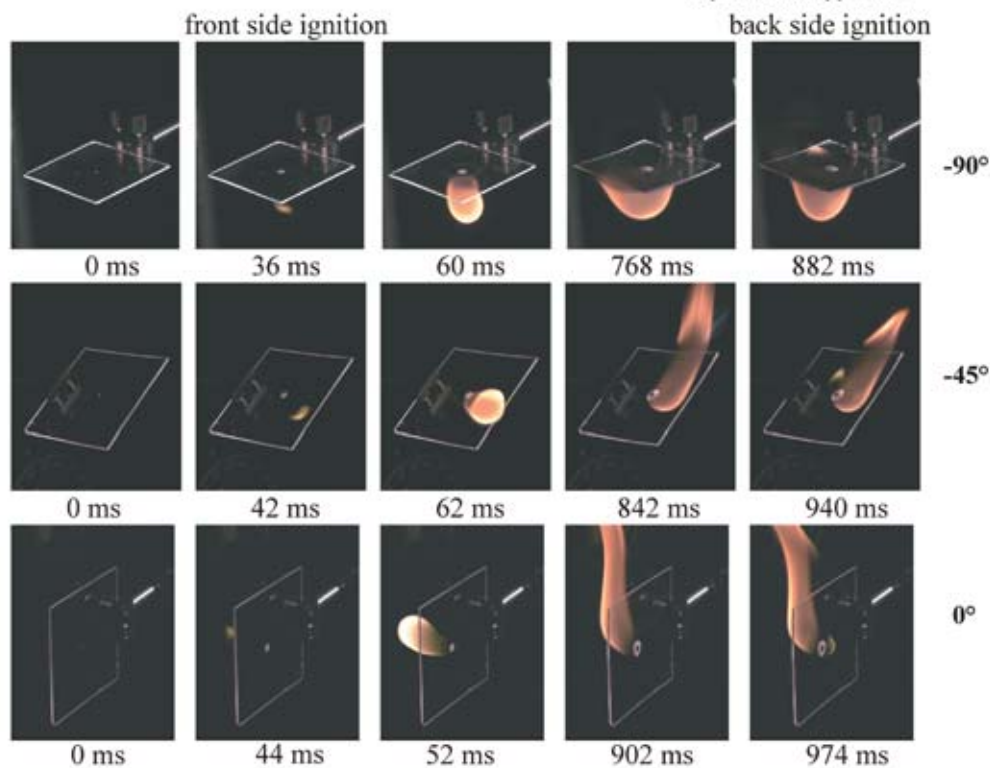 front side ignition back side ignition
-90°
0 ms 36 ms 60 ms 768 ms 882 ms
-45°
0 ms 42 ms 62 ms 842 ms 940 ms
0°
0 ms 44 ms 52 ms 902 ms 974 ms